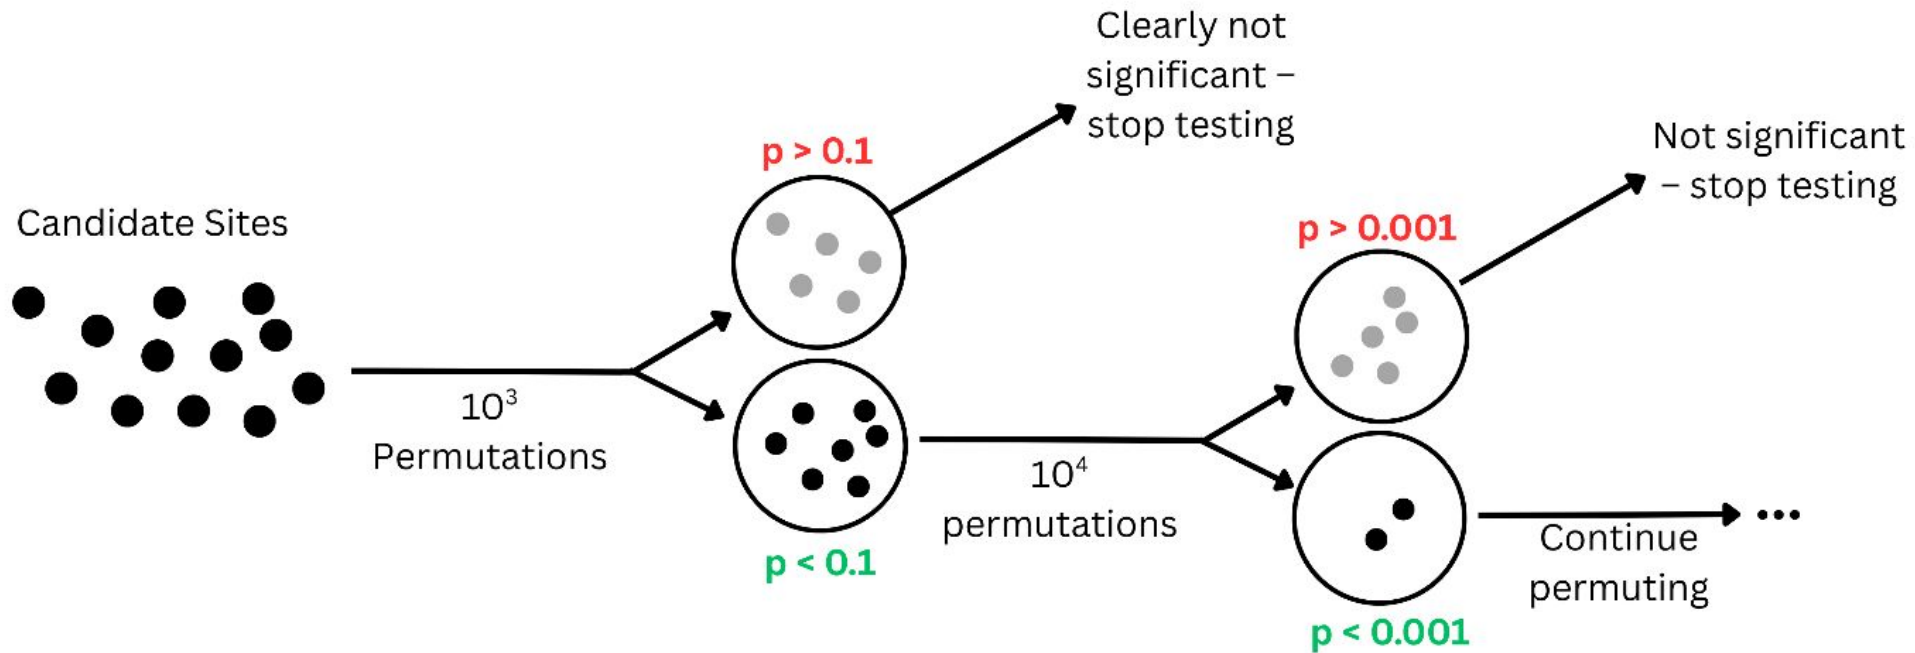 Candidate Sites
10³
Permutations
p > 0.1
p < 0.1
Clearly not
significant –
stop testing
10⁴
permutations
p > 0.001
p < 0.001
Not significant
– stop testing
Continue
permuting
...